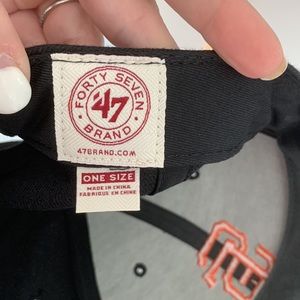 FORTY SEVEN
'47
BRAND
47BRAND.COM
ONE SIZE
MADE IN CHINA
FABRIQUÉ EN CHINE